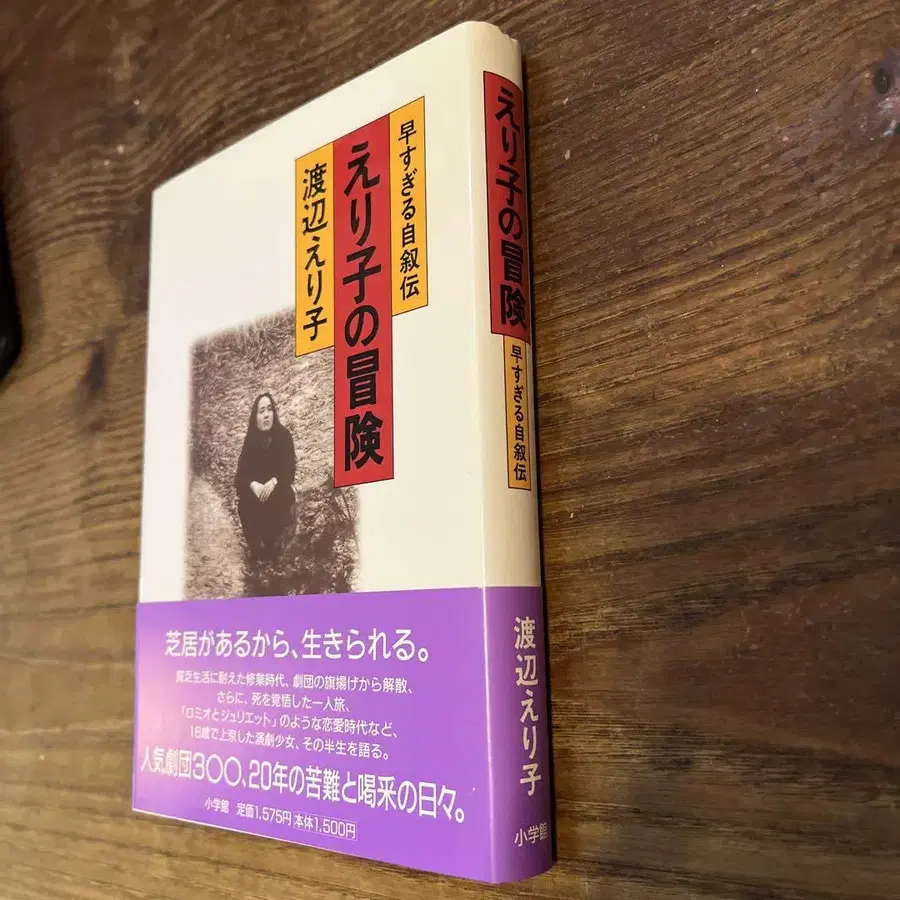 早すぎる自叙伝
えり子の冒険
渡辺えり子
芝居があるから、生きられる。
貧乏生活に耐えた修業時代、劇団の旗揚げから解散、
さらに、死を覚悟した一人旅、
「ロミオとジュリエット」のような恋愛時代など、
18歳で上京した演劇少女、その半生を語る。
人気劇団3○○、20年の苦難と喝采の日々。
小学館 定価1,575円 本体1,500円
えり子の冒険
早すぎる自叙伝
渡辺えり子
小学館